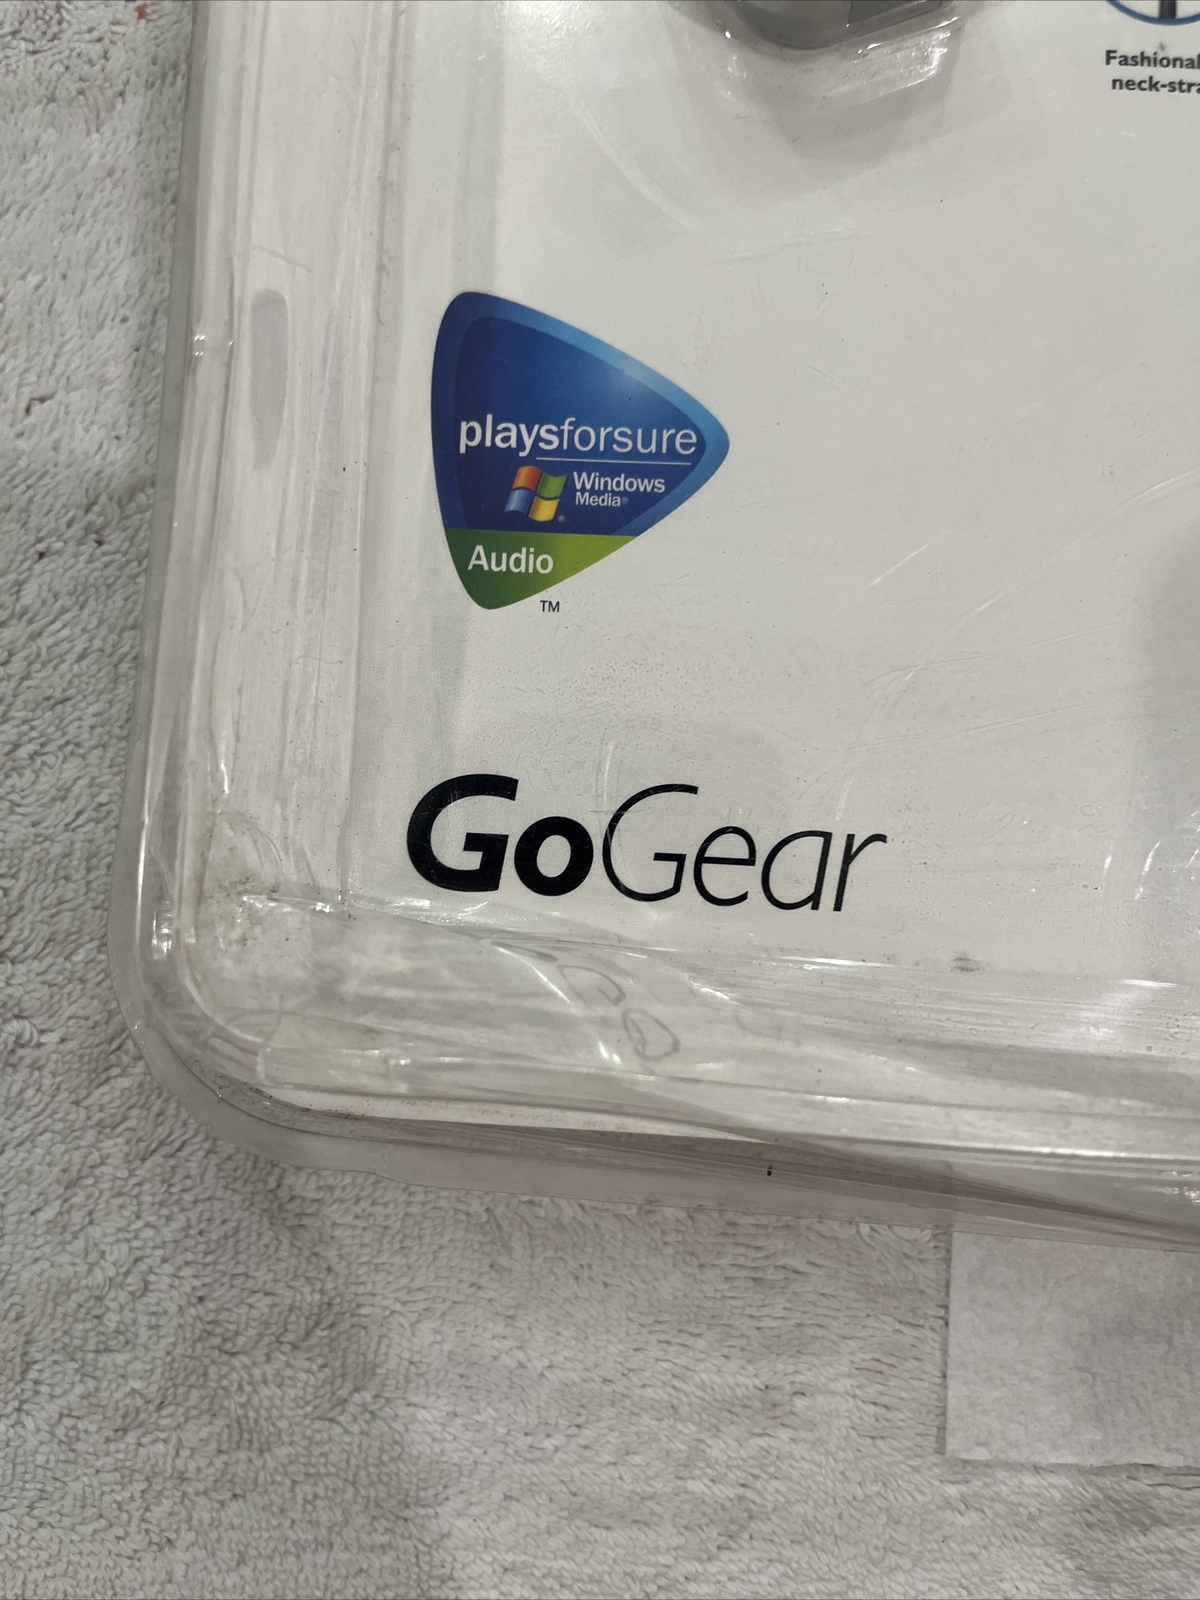 Fashional
neck-stra
playsforsure
Windows
Media®
®
Audio
TM
GoGear